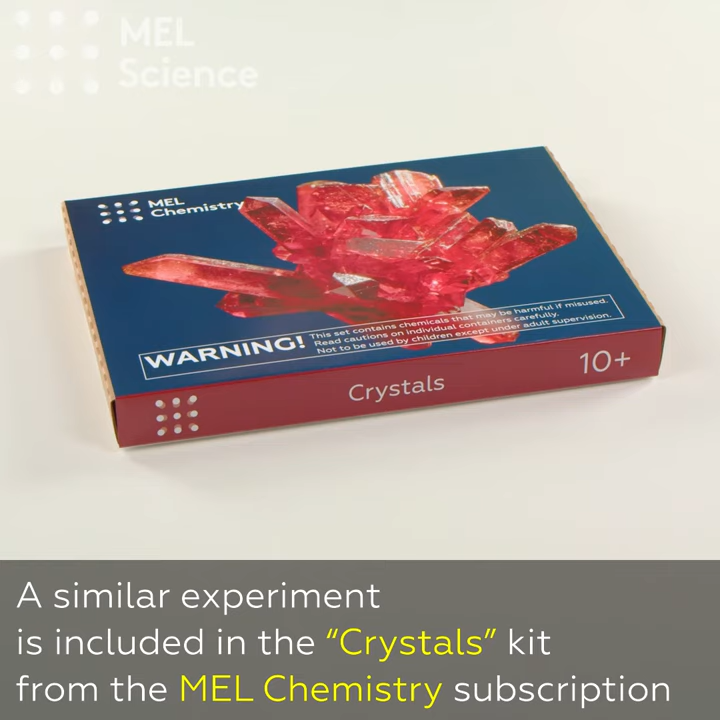 MEL
Science
MEL
Chemistry
WARNING!
This set contains chemicals that may be harmful if misused.
Read cautions on individual containers carefully.
Not to be used by children except under adult supervision.
Crystals
10+
A similar experiment
is included in the “Crystals” kit
from the MEL Chemistry subscription